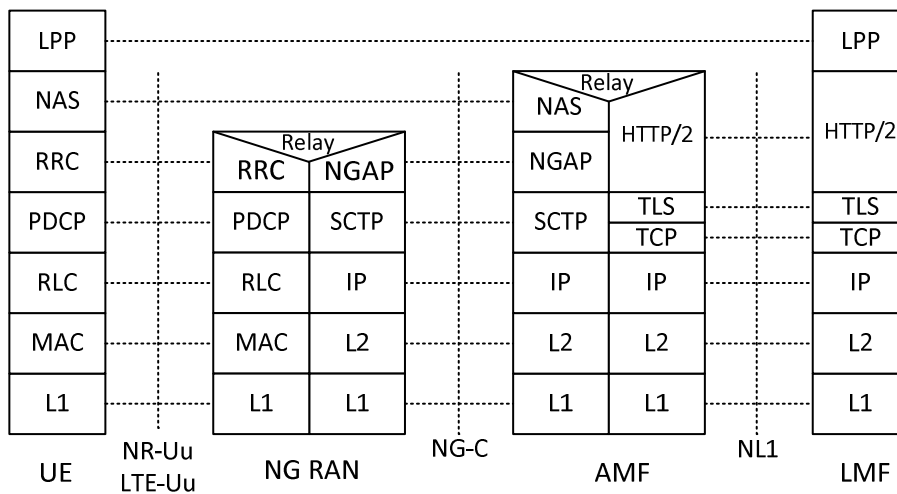 LPP LPP
Relay
NAS NAS HTTP/2 HTTP/2
Relay
RRC RRC NGAP NGAP
TLS TLS
PDCP PDCP SCTP SCTP
TCP TCP
RLC RLC IP IP IP IP
MAC MAC L2 L2 L2 L2
L1 L1 L1 L1 L1 L1
NR-Uu NG-C NL1
UE NG RAN AMF LMF
LTE-Uu